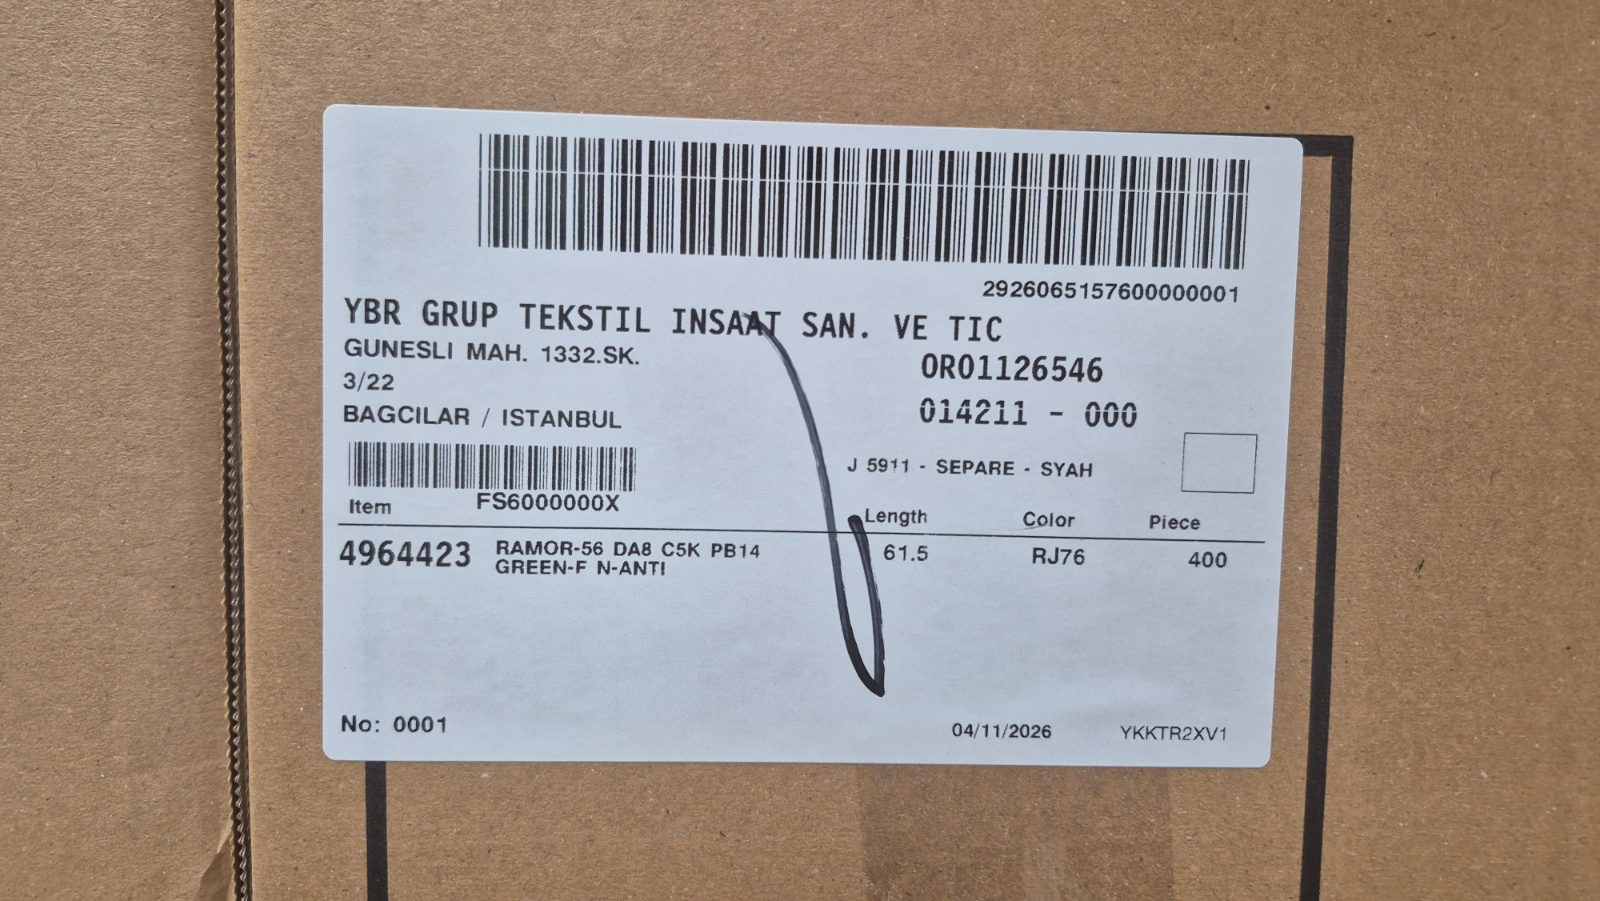 2926065157600000001
YBR GRUP TEKSTIL INSAAT SAN. VE TIC
GUNESLI MAH. 1332.SK.
3/22
BAGCILAR / ISTANBUL
OR01126546
014211 - 000
J 5911 - SEPARE - SYAH
FS6000000X
Item Length Color Piece
4964423 RAMOR-56 DA8 C5K PB14 61.5 RJ76 400
GREEN-F N-ANTI
No: 0001 04/11/2026 YKKTR2XV1